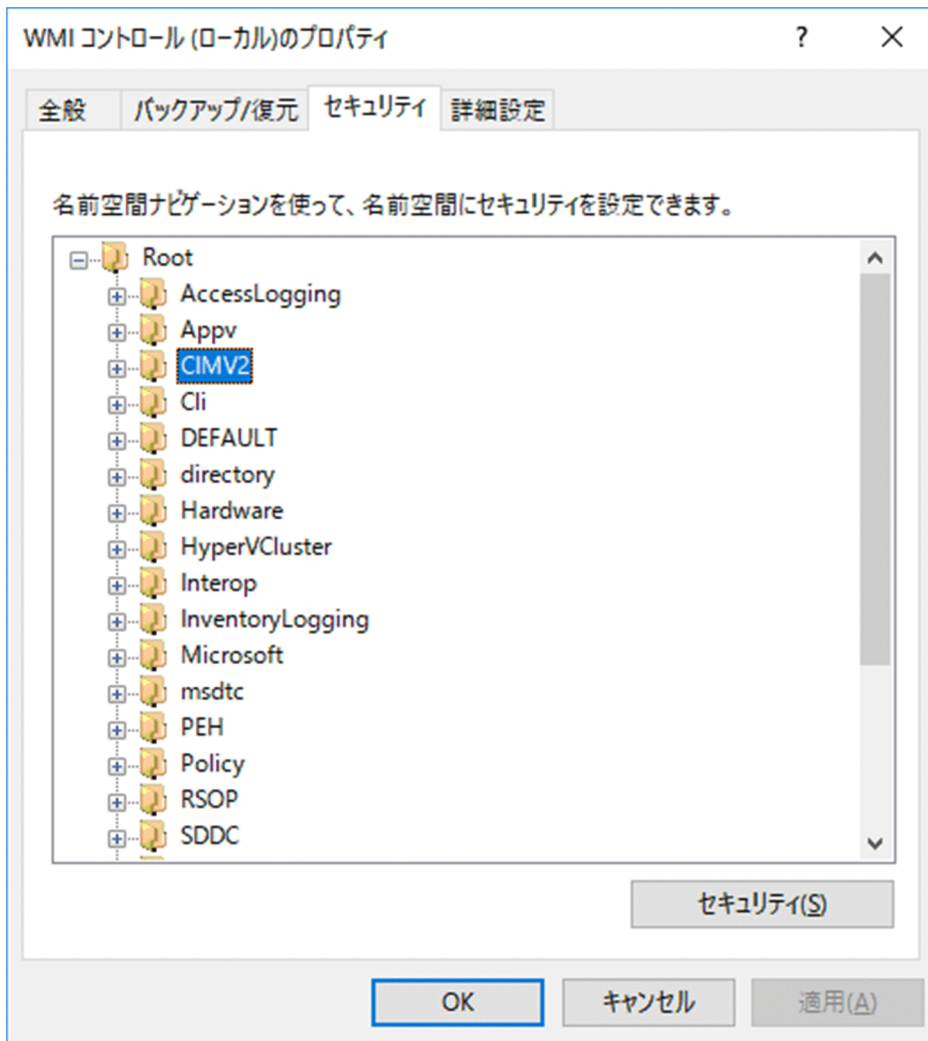 WMI コントロール (ローカル)のプロパティ
?
全般 バックアップ/復元 セキュリティ 詳細設定
名前空間ナビゲーションを使って、名前空間にセキュリティを設定できます。
Root
AccessLogging
Appv
CIMV2
Cli
DEFAULT
directory
Hardware
HyperVCluster
Interop
InventoryLogging
Microsoft
msdtc
PEH
Policy
RSOP
SDDC
セキュリティ(S)
OK キャンセル 適用(A)